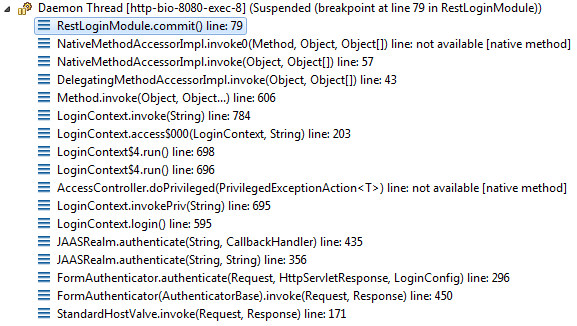 Daemon Thread [http-bio-8080-exec-8] (Suspended (breakpoint at line 79 in RestLoginModule))
RestLoginModule.commit() line: 79
NativeMethodAccessorImpl.invoke0(Method, Object, Object[]) line: not available [native method]
NativeMethodAccessorImpl.invoke(Object, Object[]) line: 57
DelegatingMethodAccessorImpl.invoke(Object, Object[]) line: 43
Method.invoke(Object, Object...) line: 606
LoginContext.invoke(String) line: 784
LoginContext.access$000(LoginContext, String) line: 203
LoginContext$4.run() line: 698
LoginContext$4.run() line: 696
AccessController.doPrivileged(PrivilegedExceptionAction<T>) line: not available [native method]
LoginContext.invokePriv(String) line: 695
LoginContext.login() line: 595
JAASRealm.authenticate(String, CallbackHandler) line: 435
JAASRealm.authenticate(String, String) line: 356
FormAuthenticator.authenticate(Request, HttpServletResponse, LoginConfig) line: 296
FormAuthenticator(AuthenticatorBase).invoke(Request, Response) line: 450
StandardHostValve.invoke(Request, Response) line: 171